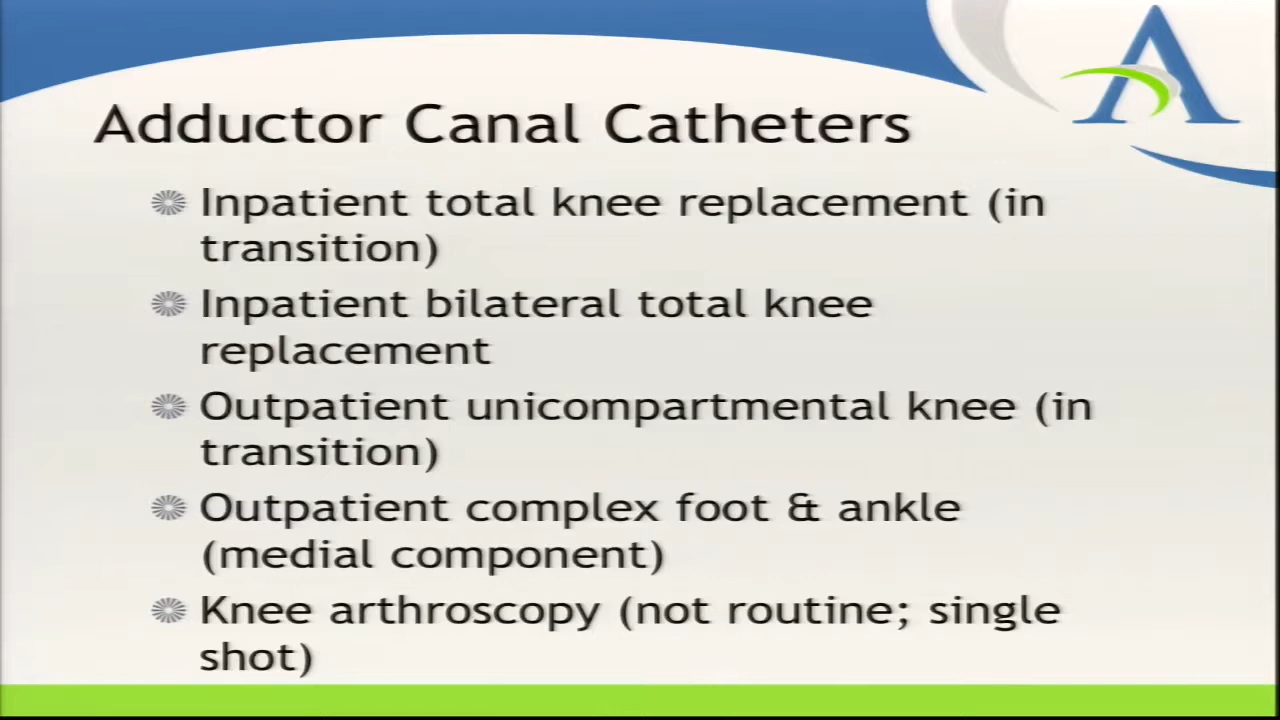 Adductor Canal Catheters
Inpatient total knee replacement (in
transition)
Inpatient bilateral total knee
replacement
Outpatient unicompartmental knee (in
transition)
Outpatient complex foot & ankle
(medial component)
Knee arthroscopy (not routine; single
shot)